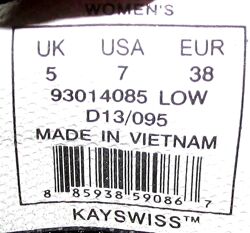 WOMEN'S
UK USA EUR
5 7 38
93014085 LOW
D13/095
MADE IN VIETNAM
8 85938 59086 7
KAYSWISS™